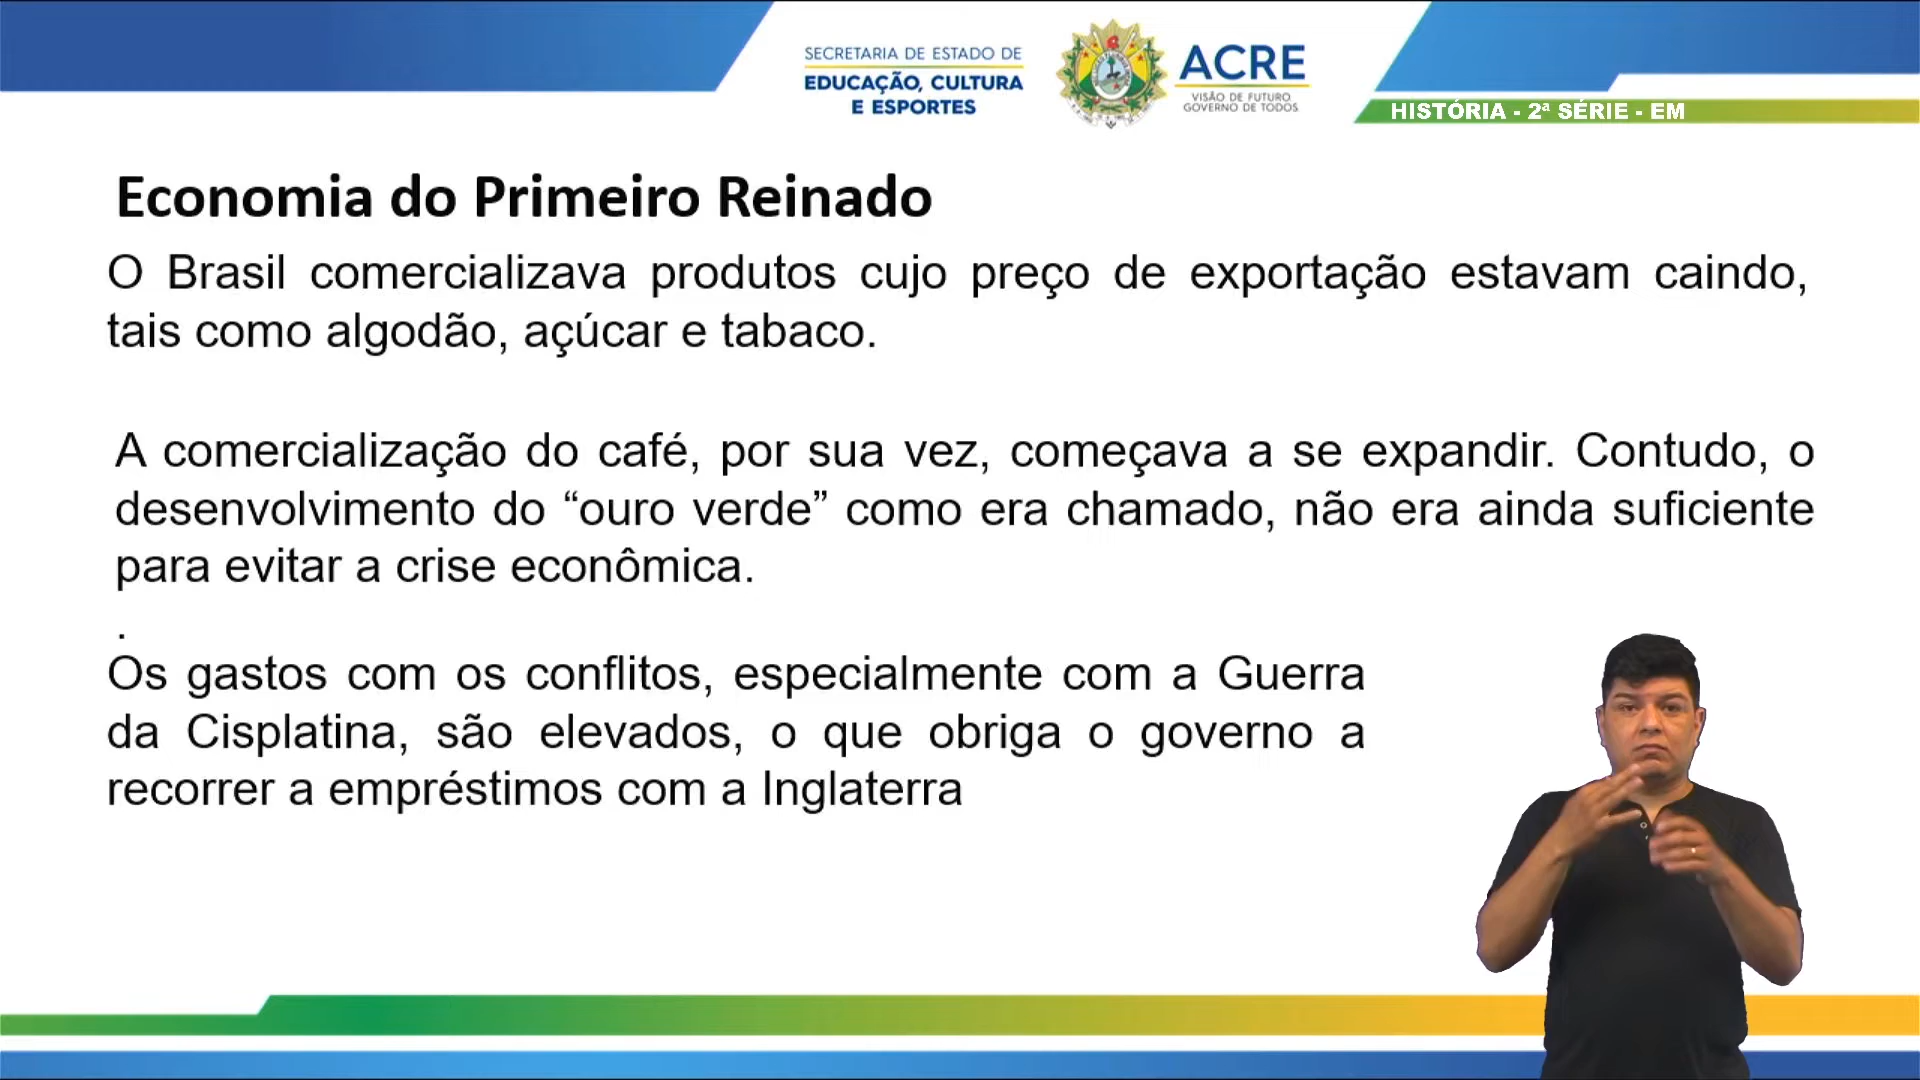 SECRETARIA DE ESTADO DE
EDUCAÇÃO, CULTURA
E ESPORTES
ACRE
VISÃO DE FUTURO
GOVERNO DE TODOS
HISTÓRIA - 2ª SÉRIE - EM
Economia do Primeiro Reinado
O Brasil comercializava produtos cujo preço de exportação estavam caindo,
tais como algodão, açúcar e tabaco.
A comercialização do café, por sua vez, começava a se expandir. Contudo, o
desenvolvimento do “ouro verde” como era chamado, não era ainda suficiente
para evitar a crise econômica.
.
Os gastos com os conflitos, especialmente com a Guerra
da Cisplatina, são elevados, o que obriga o governo a
recorrer a empréstimos com a Inglaterra